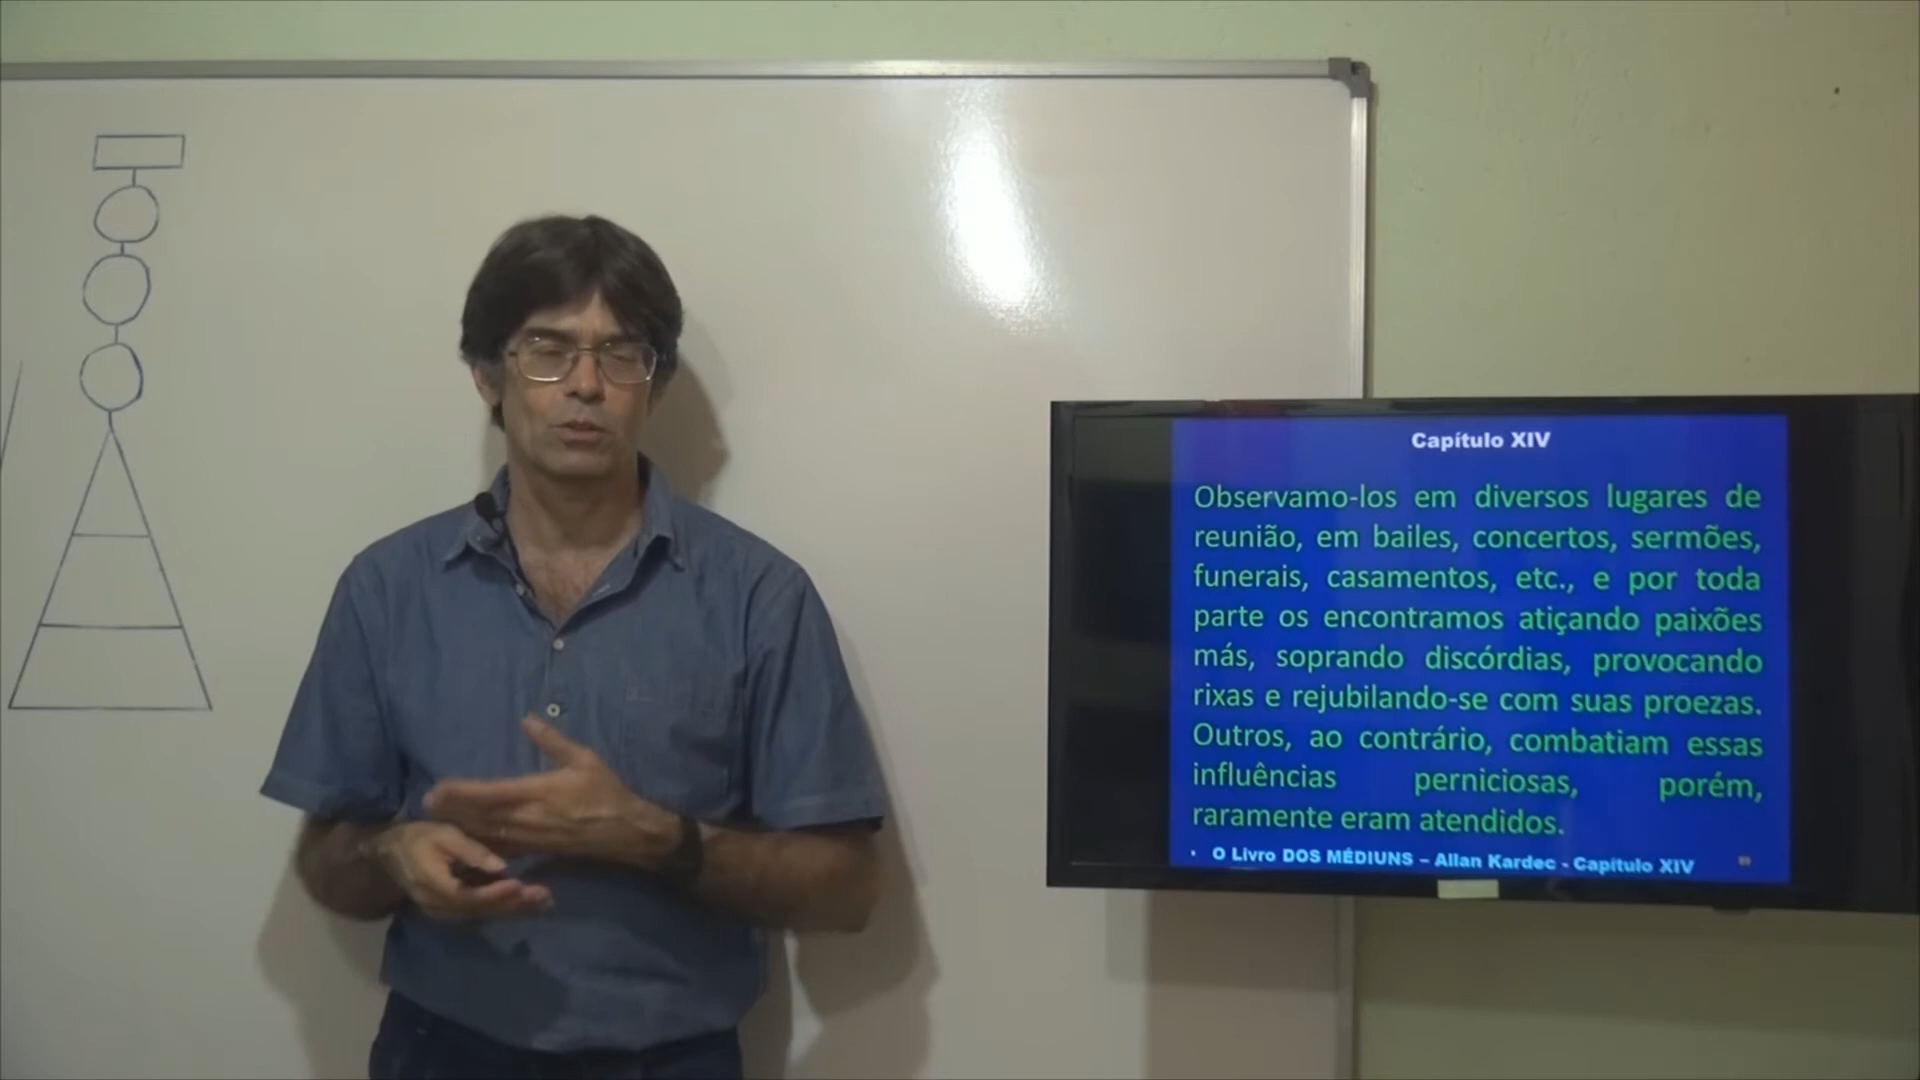 Capítulo XIV
Observamo-los em diversos lugares de
reunião, em bailes, concertos, sermões,
funerais, casamentos, etc., e por toda
parte os encontramos atiçando paixões
más, soprando discórdias, provocando
rixas e rejubilando-se com suas proezas.
Outros, ao contrário, combatiam essas
influências perniciosas, porém,
raramente eram atendidos.
• O Livro DOS MÉDIUNS – Allan Kardec - Capítulo XIV